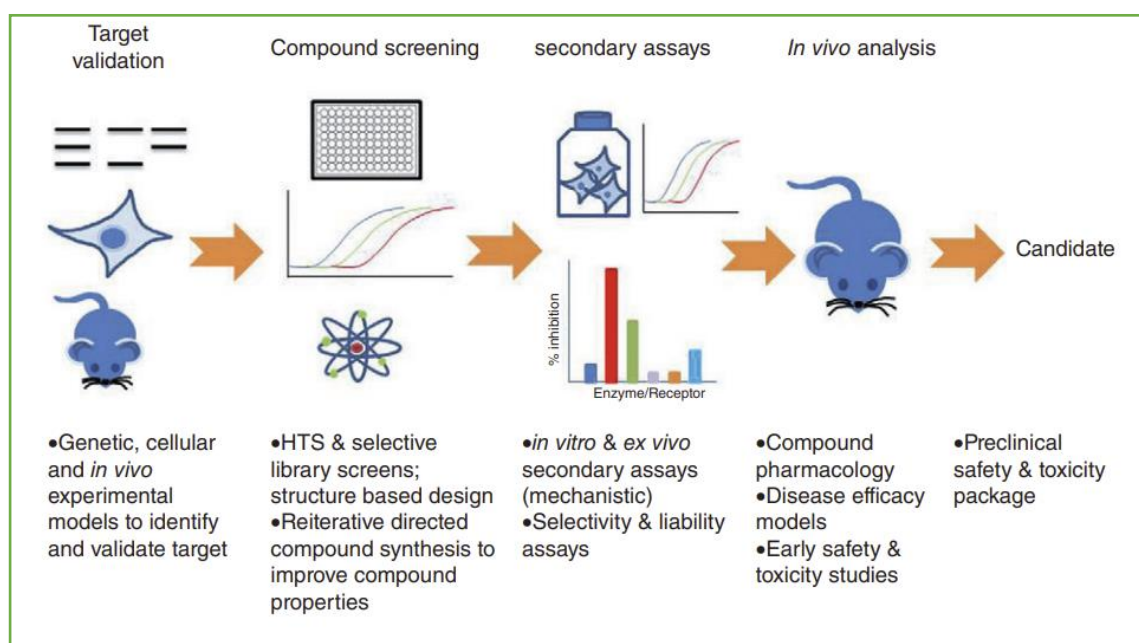 Target
validation
Compound screening
secondary assays
In vivo analysis
Candidate
% inhibition
Enzyme/Receptor
•Genetic, cellular
and in vivo
experimental
models to identify
and validate target
•HTS & selective
library screens;
structure based design
•Reiterative directed
compound synthesis to
improve compound
properties
•in vitro & ex vivo
secondary assays
(mechanistic)
•Selectivity & liability
assays
•Compound
pharmacology
•Disease efficacy
models
•Early safety &
toxicity studies
•Preclinical
safety & toxicity
package